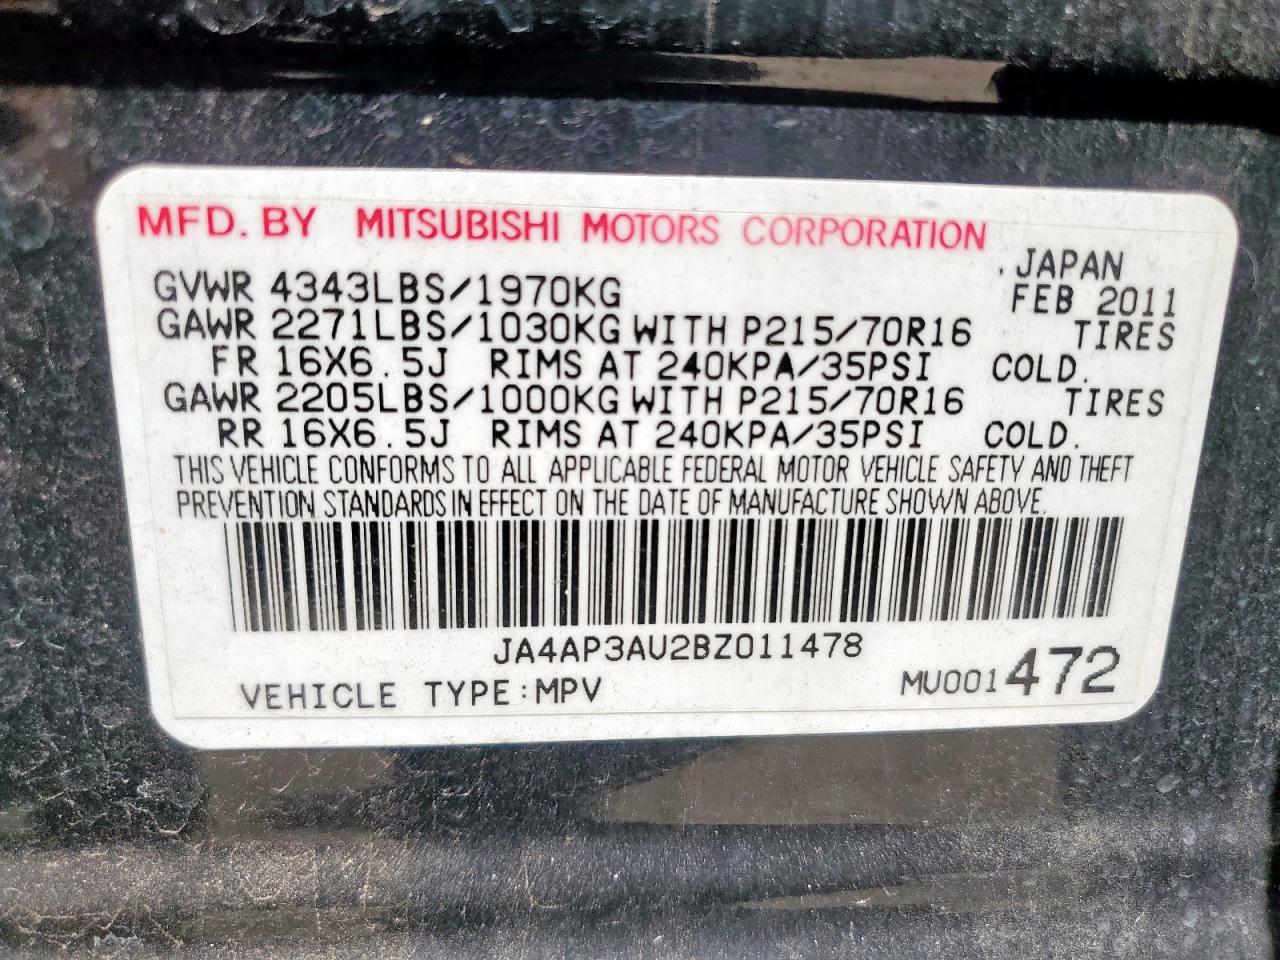 MFD. BY MITSUBISHI MOTORS CORPORATION
JAPAN
GVWR 4343LBS/1970KG FEB 2011
GAWR 2271LBS/1030KG WITH P215/70R16 TIRES
FR 16X6.5J RIMS AT 240KPA/35PSI COLD.
GAWR 2205LBS/1000KG WITH P215/70R16 TIRES
RR 16X6.5J RIMS AT 240KPA/35PSI COLD.
THIS VEHICLE CONFORMS TO ALL APPLICABLE FEDERAL MOTOR VEHICLE SAFETY AND THEFT
PREVENTION STANDARDS IN EFFECT ON THE DATE OF MANUFACTURE SHOWN ABOVE.
JA4AP3AU2BZ011478
VEHICLE TYPE:MPV MU001472